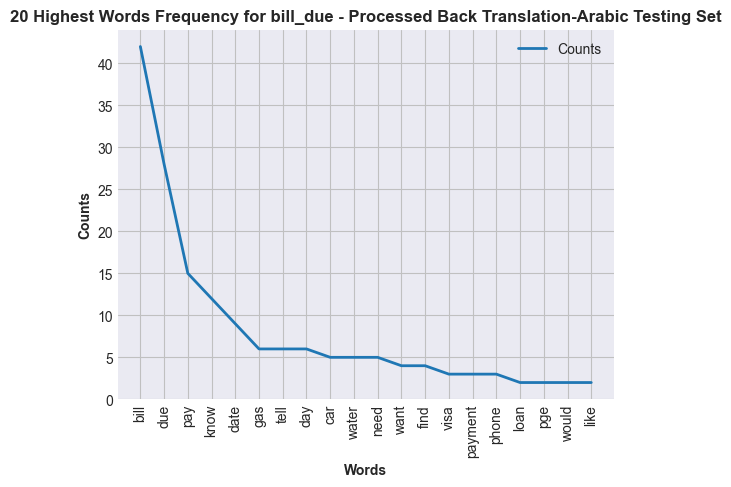 20 Highest Words Frequency for bill_due - Processed Back Translation-Arabic Testing Set
Counts
40
35
30
25
20
15
10
5
0
Counts
bill
due
pay
know
date
gas
tell
day
car
water
need
want
find
visa
payment
phone
loan
pge
would
like
Words